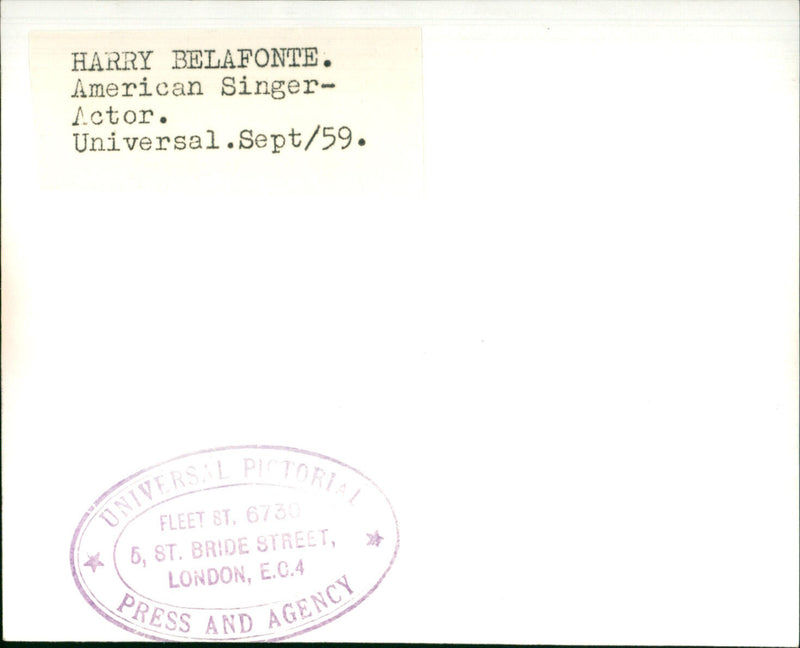 HARRY BELAFONTE.
American Singer-
Actor.
Universal.Sept/59.
UNIVERSAL PICTORIAL
FLEET ST. 6730
5, ST. BRIDE STREET,
LONDON, E.C.4
PRESS AND AGENCY